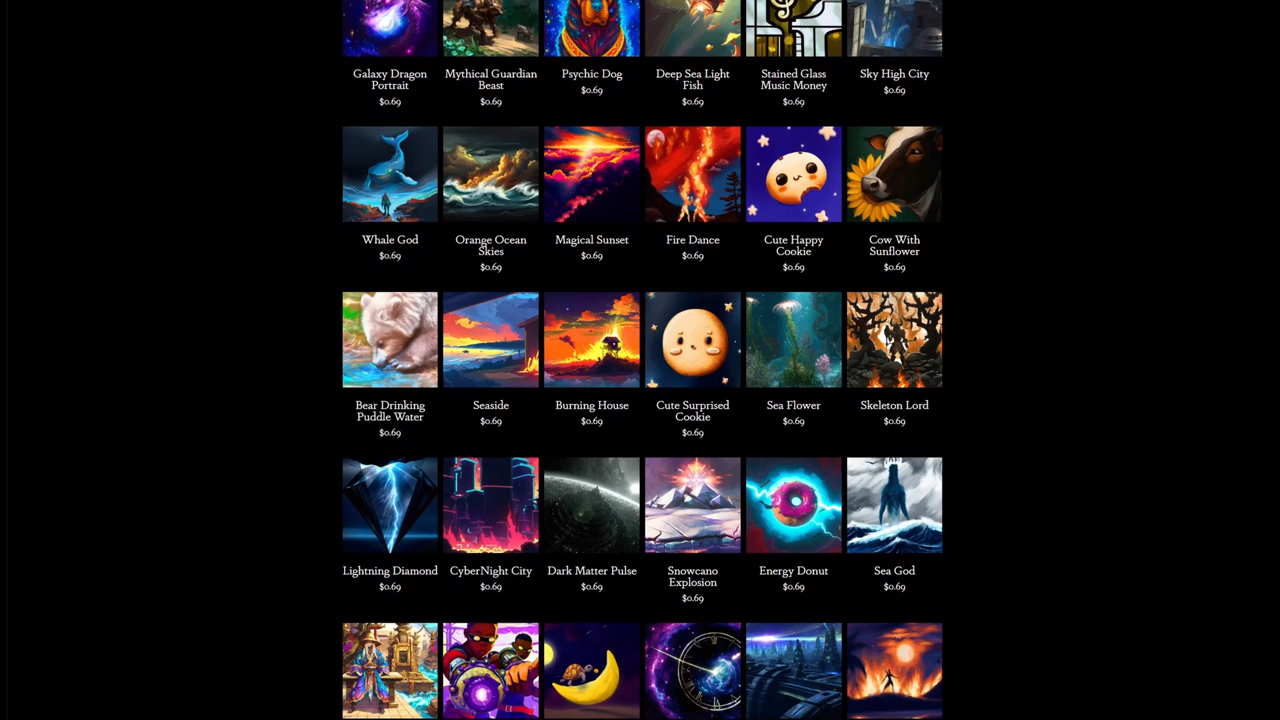 Galaxy Dragon
Portrait
$0.69
Mythical Guardian
Beast
$0.69
Psychic Dog
$0.69
Deep Sea Light
Fish
$0.69
Stained Glass
Music Money
$0.69
Sky High City
$0.69
Whale God
$0.69
Orange Ocean
Skies
$0.69
Magical Sunset
$0.69
Fire Dance
$0.69
Cute Happy
Cookie
$0.69
Cow With
Sunflower
$0.69
Bear Drinking
Puddle Water
$0.69
Seaside
$0.69
Burning House
$0.69
Cute Surprised
Cookie
$0.69
Sea Flower
$0.69
Skeleton Lord
$0.69
Lightning Diamond
$0.69
CyberNight City
$0.69
Dark Matter Pulse
$0.69
Snowcano
Explosion
$0.69
Energy Donut
$0.69
Sea God
$0.69